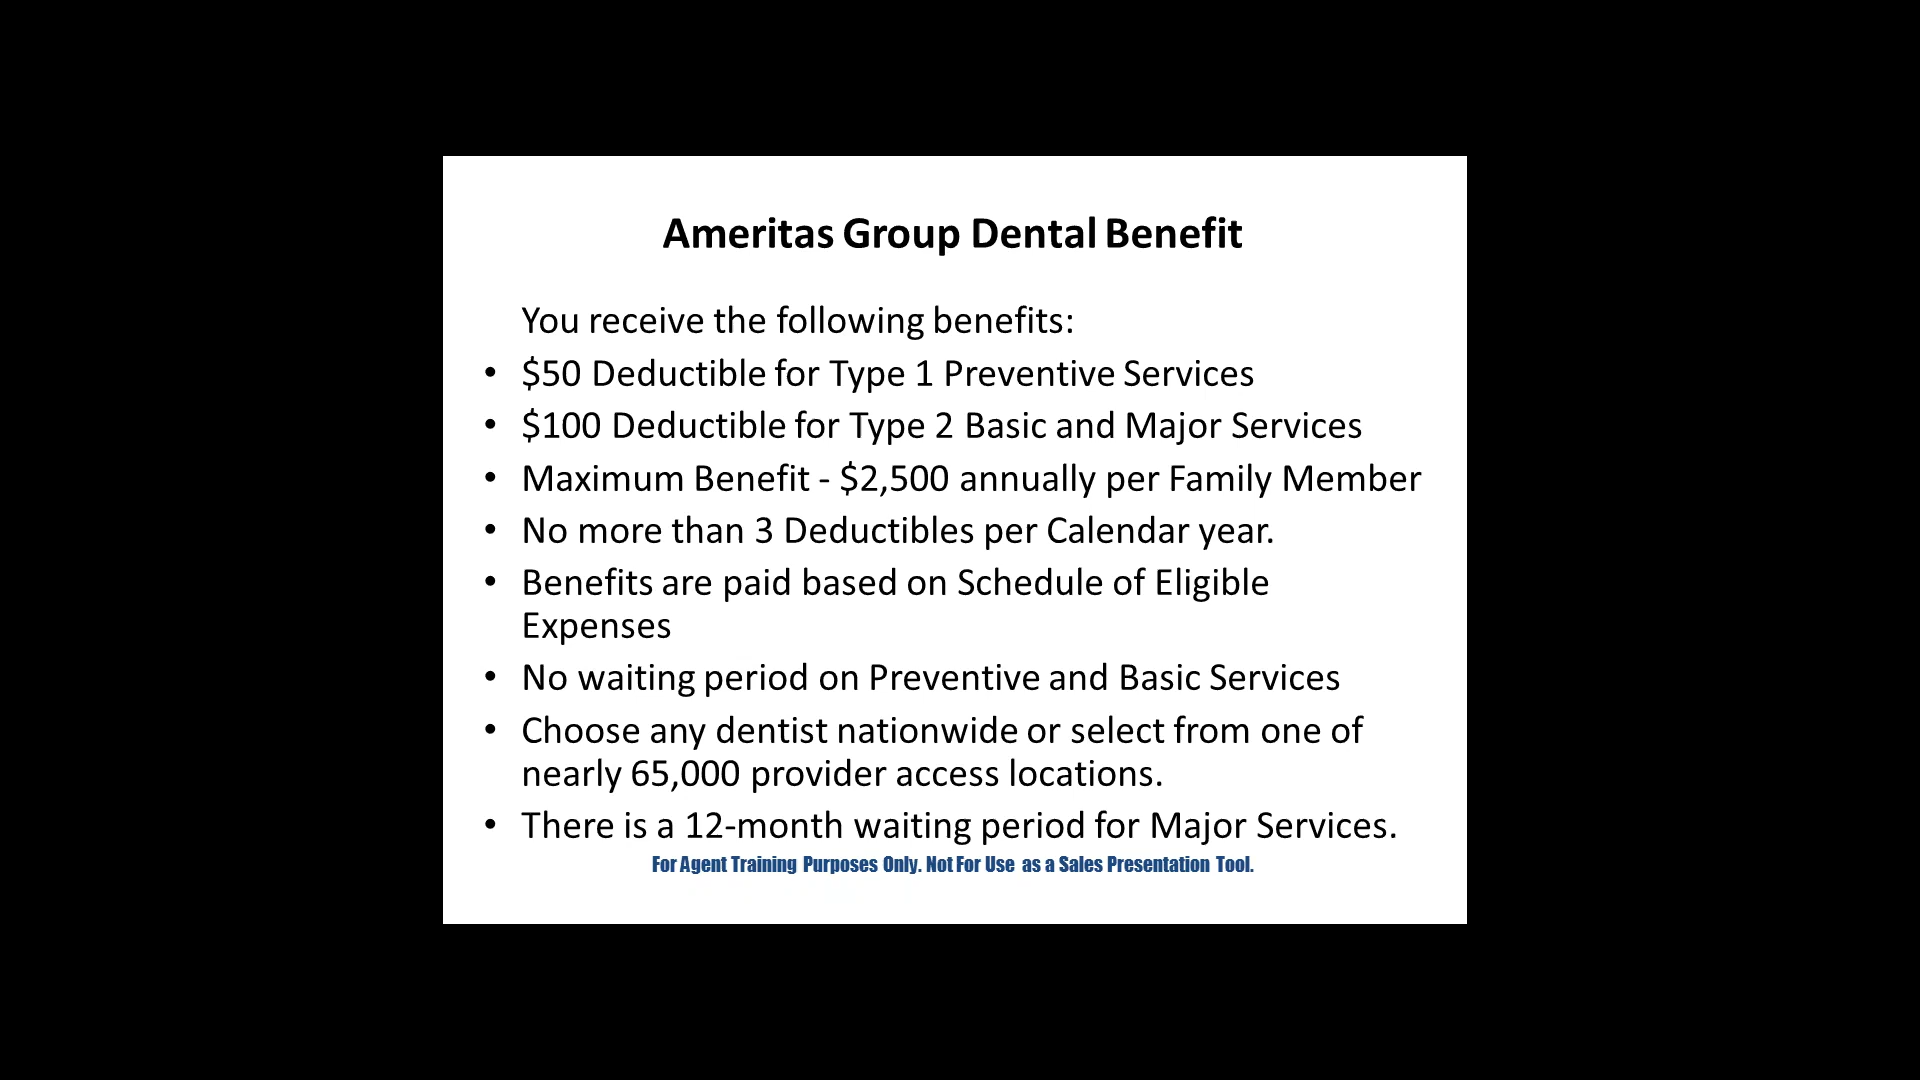 Ameritas Group Dental Benefit
You receive the following benefits:
• $50 Deductible for Type 1 Preventive Services
• $100 Deductible for Type 2 Basic and Major Services
• Maximum Benefit - $2,500 annually per Family Member
• No more than 3 Deductibles per Calendar year.
• Benefits are paid based on Schedule of Eligible
Expenses
• No waiting period on Preventive and Basic Services
• Choose any dentist nationwide or select from one of
nearly 65,000 provider access locations.
• There is a 12-month waiting period for Major Services.
For Agent Training Purposes Only. Not For Use as a Sales Presentation Tool.